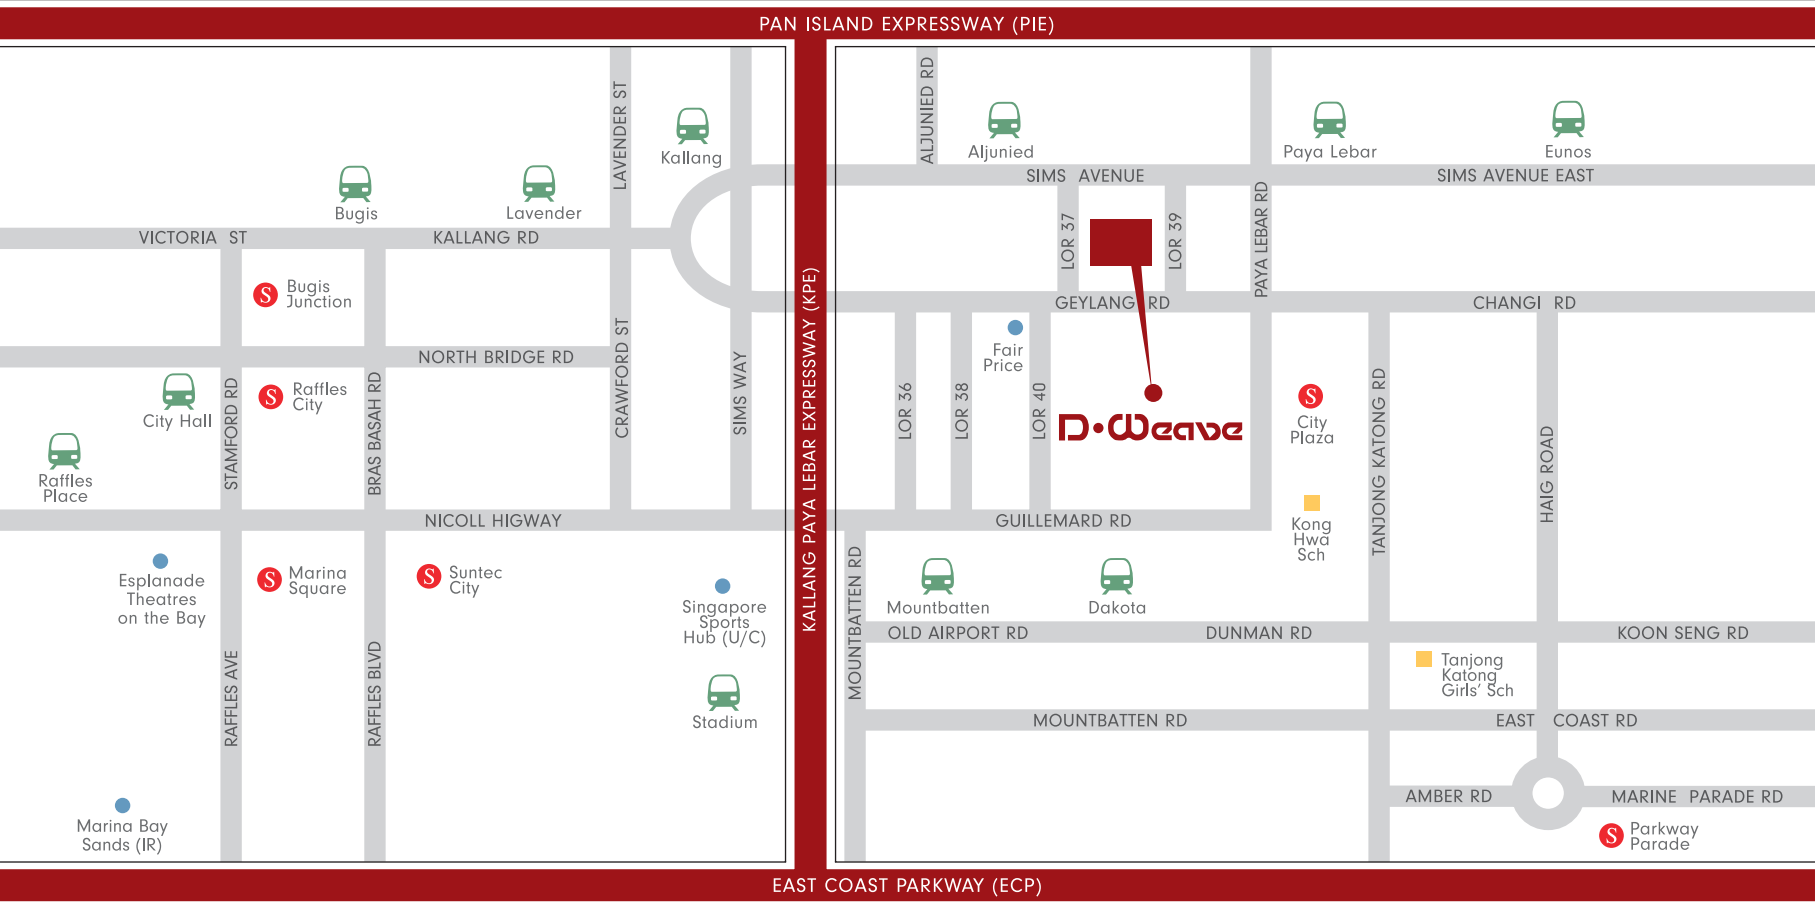 PAN ISLAND EXPRESSWAY (PIE)
LAVENDER ST
Kallang
ALJUNIED RD
Aljunied
Paya Lebar
Eunos
Bugis
Lavender
SIMS AVENUE
SIMS AVENUE EAST
VICTORIA ST
KALLANG RD
LOR 37
LOR 39
PAYA LEBAR RD
S
Bugis
Junction
GEYLANG RD
CHANGI RD
KALLANG PAYA LEBAR EXPRESSWAY (KPE)
NORTH BRIDGE RD
CRAWFORD ST
SIMS WAY
Fair
Price
City Hall
STAMFORD RD
S
Raffles
City
BRAS BASAH RD
LOR 36
LOR 38
LOR 40
D•Weave
S
City
Plaza
TANJONG KATONG RD
HAIG ROAD
Raffles
Place
NICOLL HIGWAY
GUILLEMARD RD
Kong
Hwa
Sch
Esplanade
Theatres
on the Bay
S
Marina
Square
S
Suntec
City
Singapore
Sports
Hub (U/C)
MOUNTBATTEN RD
Mountbatten
Dakota
OLD AIRPORT RD
DUNMAN RD
KOON SENG RD
RAFFLES AVE
RAFFLES BLVD
Stadium
Tanjong
Katong
Girls' Sch
MOUNTBATTEN RD
EAST COAST RD
AMBER RD
MARINE PARADE RD
Marina Bay
Sands (IR)
S
Parkway
Parade
EAST COAST PARKWAY (ECP)